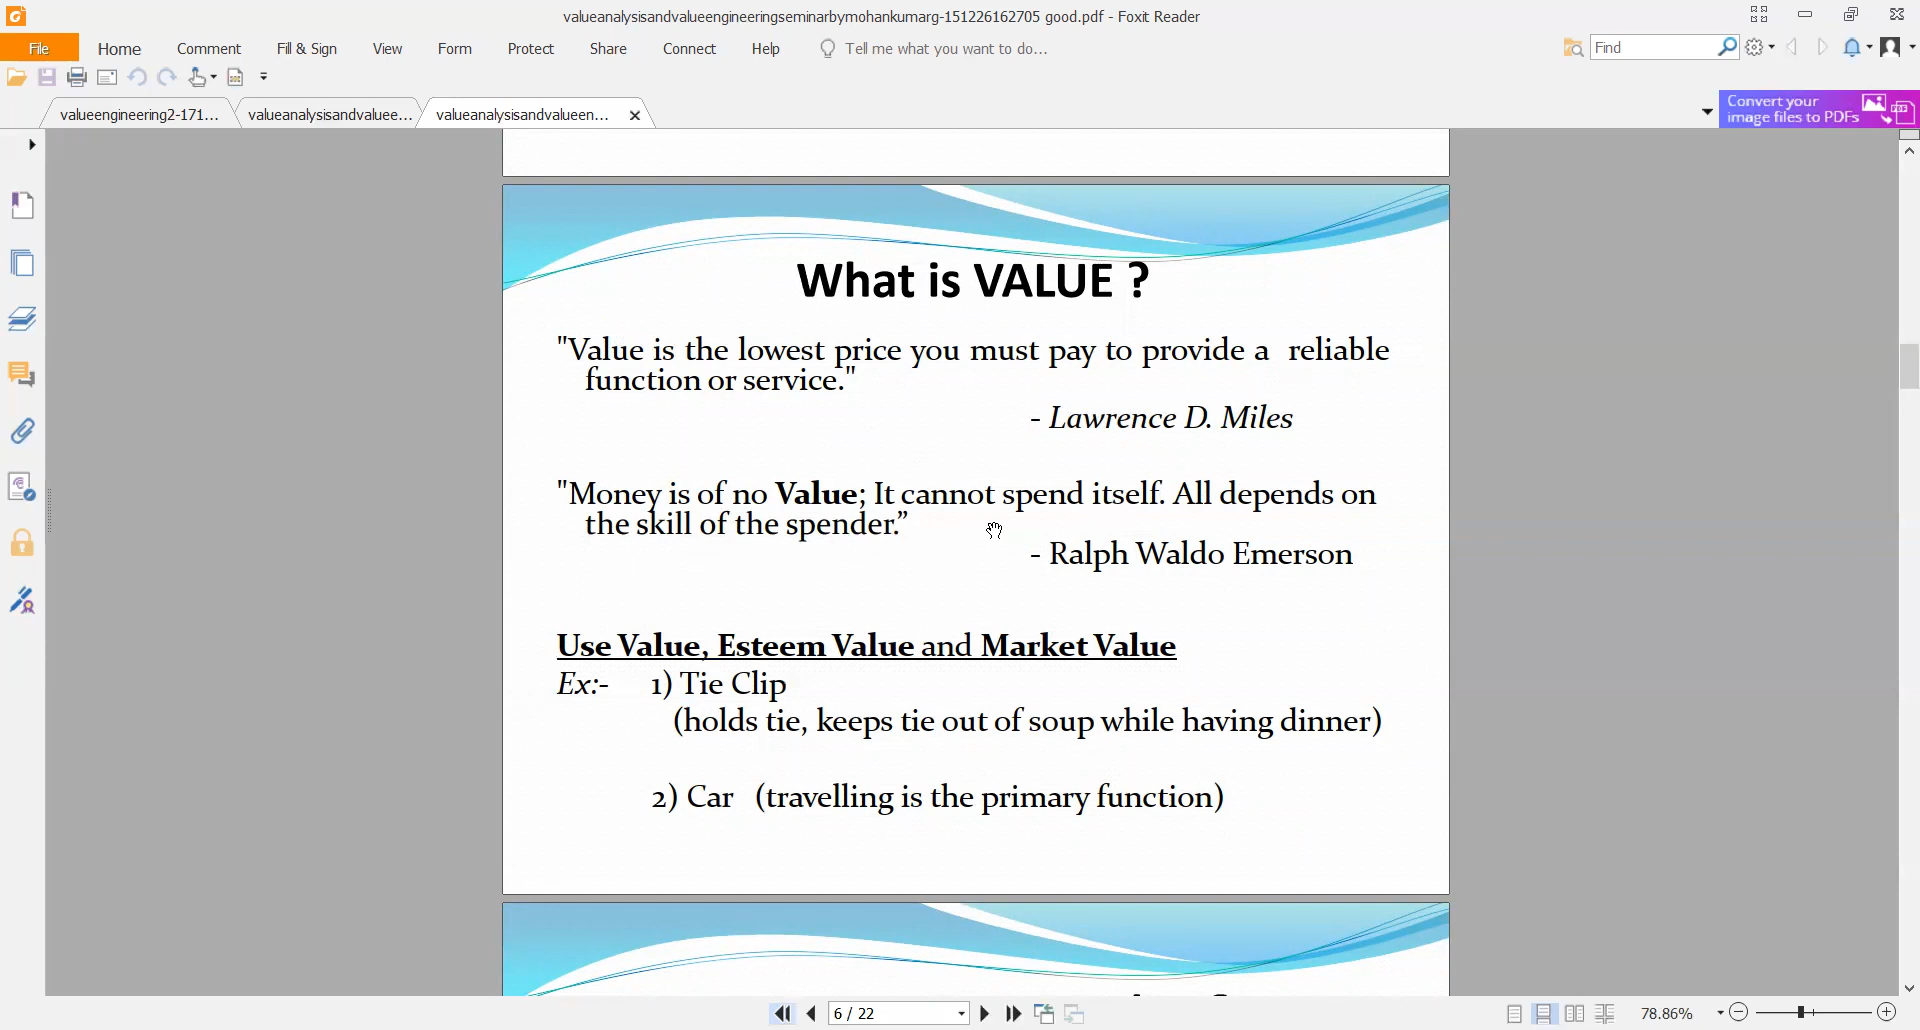 valueanalysisandvalueengineeringseminarbymohankumarg-151226162705 good.pdf - Foxit Reader
File Home Comment Fill & Sign View Form Protect Share Connect Help Tell me what you want to do... Find
valueengineering2-171... valueanalysisandvaluee... valueanalysisandvalueen... Convert your
image files to PDFs
What is VALUE ?
"Value is the lowest price you must pay to provide a reliable
function or service."
- Lawrence D. Miles
"Money is of no Value; It cannot spend itself. All depends on
the skill of the spender.”
- Ralph Waldo Emerson
Use Value, Esteem Value and Market Value
Ex:- 1) Tie Clip
(holds tie, keeps tie out of soup while having dinner)
2) Car (travelling is the primary function)
6 / 22 78.86%